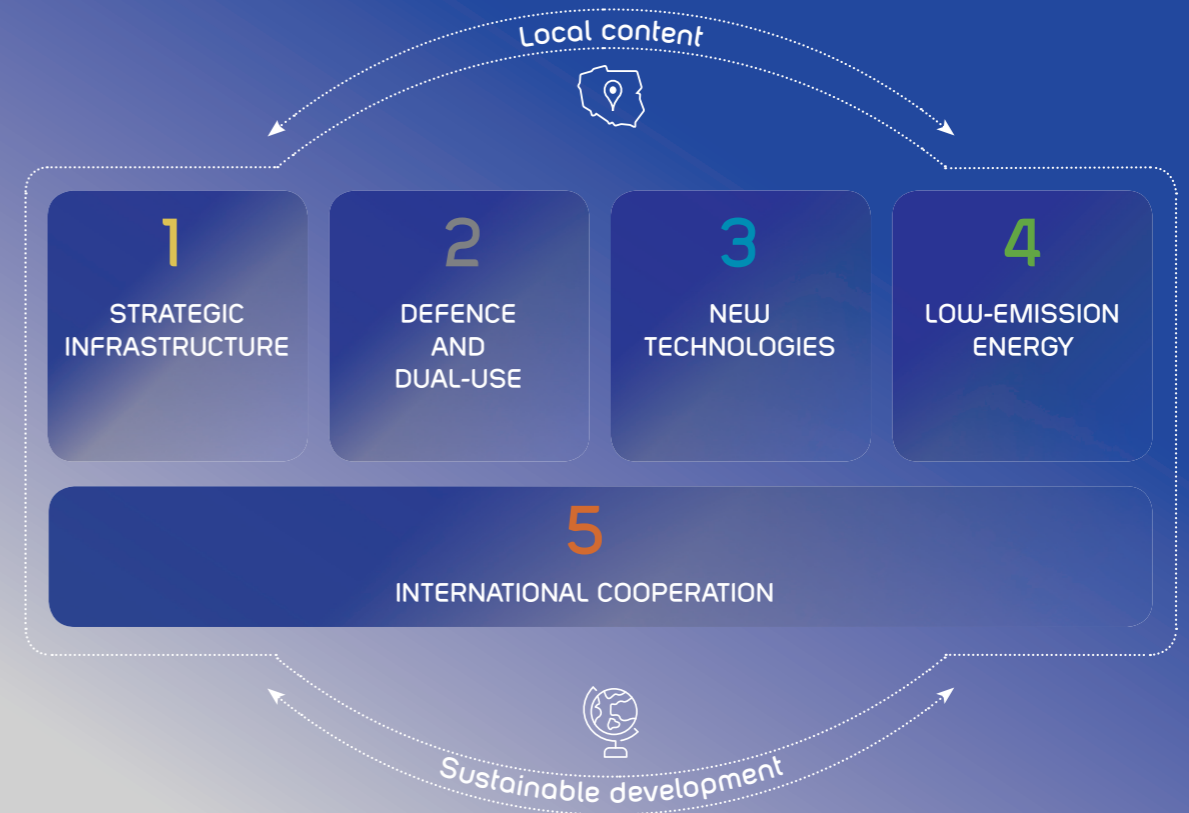 Local content
1
STRATEGIC
INFRASTRUCTURE
2
DEFENCE
AND
DUAL-USE
3
NEW
TECHNOLOGIES
4
LOW-EMISSION
ENERGY
5
INTERNATIONAL COOPERATION
Sustainable development